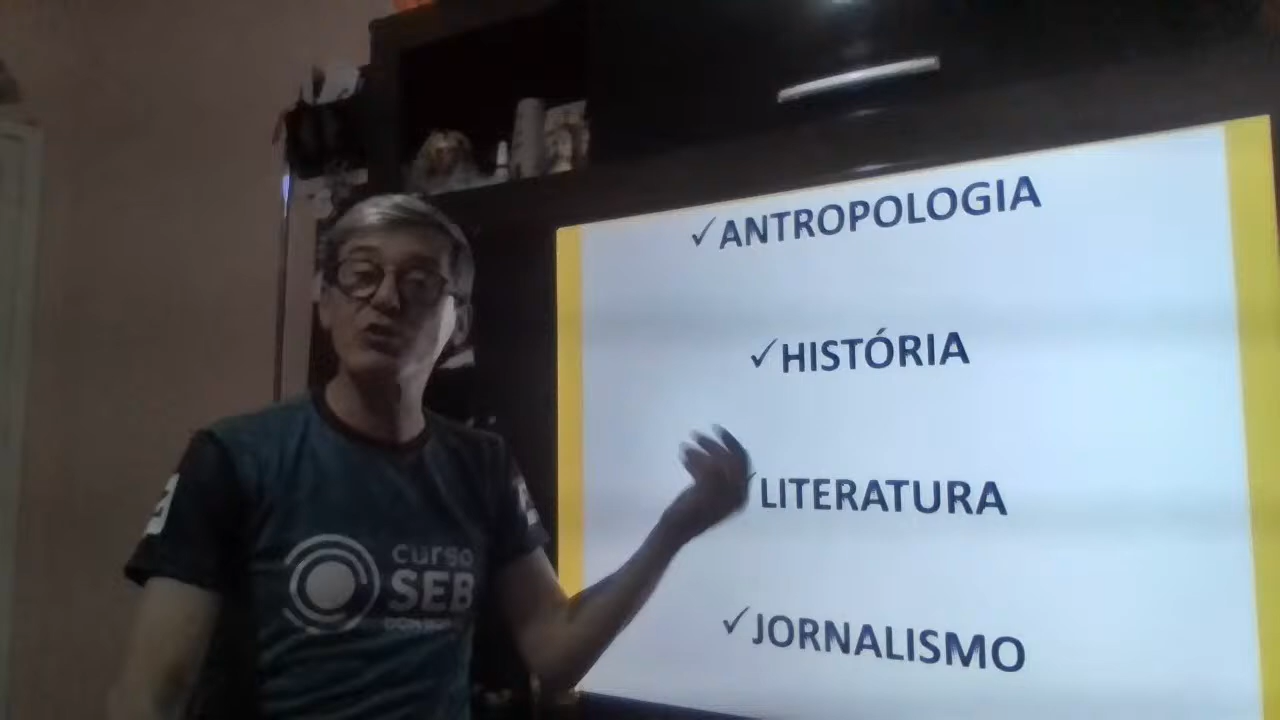 ✓ANTROPOLOGIA
✓HISTÓRIA
✓LITERATURA
✓JORNALISMO
curso
SEB